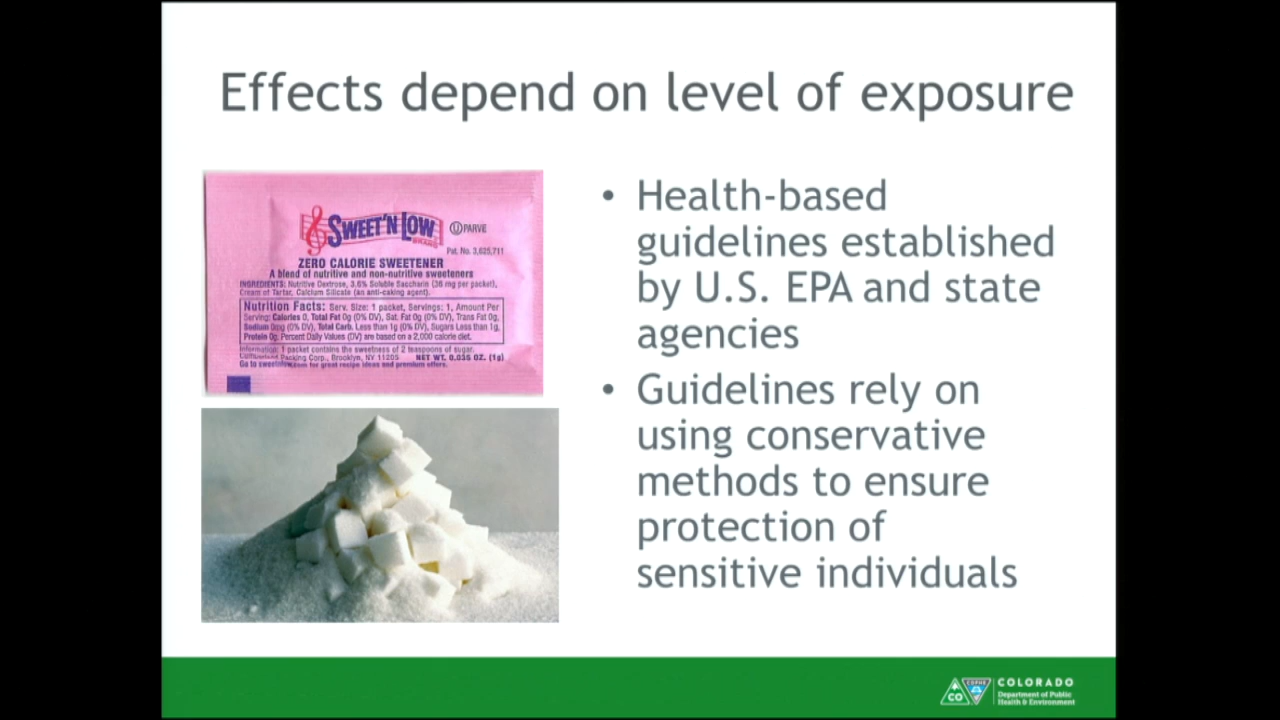 Effects depend on level of exposure
SWEET'N LOW
BRAND
U PARVE
Pat. No. 3,625,711
ZERO CALORIE SWEETENER
A blend of nutritive and non-nutritive sweeteners
INGREDIENTS: Nutritive Dextrose, 3.6% Soluble Saccharin (36 mg per packet),
Cream of Tartar, Calcium Silicate (an anti-caking agent).
Nutrition Facts: Serv. Size: 1 packet, Servings: 1, Amount Per
Serving: Calories 0, Total Fat 0g (0% DV), Sat. Fat 0g (0% DV), Trans Fat 0g,
Sodium (0% DV), Total Carb. Less than 1g (0% DV), Sugars Less than 1g,
Protein 0g. Percent Daily Values (DV) are based on a 2,000 calorie diet.
Information: 1 packet contains the sweetness of 2 teaspoons of sugar.
Cumberland Packing Corp., Brooklyn, NY 11205 NET WT. 0.035 OZ. (1g)
Go to sweetnlow.com for great recipe ideas and premium offers.
• Health-based
guidelines established
by U.S. EPA and state
agencies
• Guidelines rely on
using conservative
methods to ensure
protection of
sensitive individuals
CO
CDPHE
COLORADO
Department of Public
Health & Environment